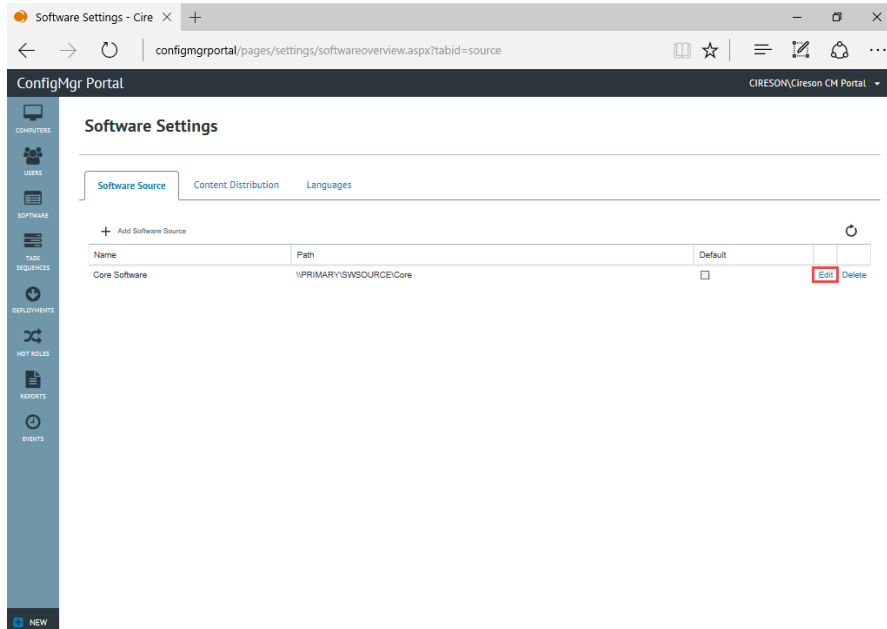 Software Settings - Cire
configmgrportal/pages/settings/softwareoverview.aspx?tabid=source
ConfigMgr Portal
CIRESON\Cireson CM Portal
COMPUTERS
USERS
SOFTWARE
TASK
SEQUENCES
DEPLOYMENTS
MDT ROLES
REPORTS
EVENTS
NEW
Software Settings
Software Source Content Distribution Languages
Add Software Source
Name Path Default
Core Software \\PRIMARY\SWSOURCE\Core Edit Delete